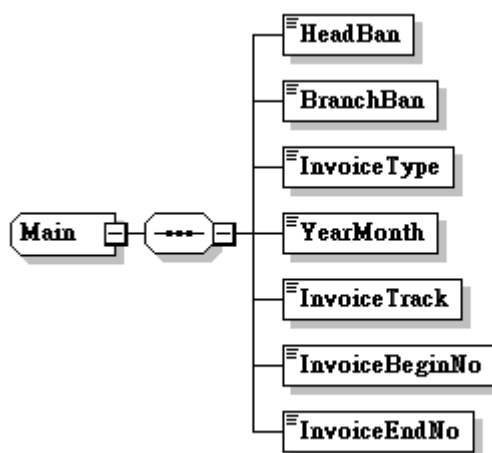 HeadBan
BranchBan
InvoiceType
Main
YearMonth
InvoiceTrack
InvoiceBeginNo
InvoiceEndNo